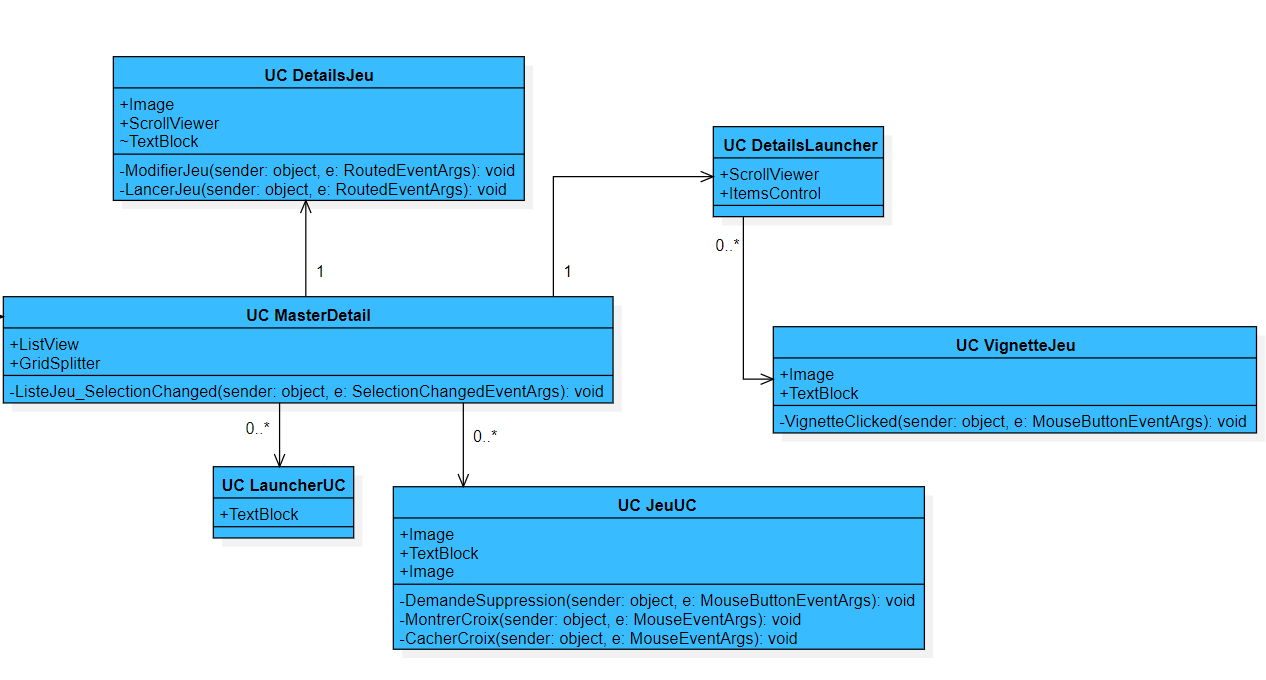 UC DetailsJeu
+Image
+ScrollViewer
~TextBlock
-ModifierJeu(sender: object, e: RoutedEventArgs): void
-LancerJeu(sender: object, e: RoutedEventArgs): void
UC DetailsLauncher
+ScrollViewer
+ItemsControl
0..*
1
1
UC MasterDetail
+ListView
+GridSplitter
-ListeJeu_SelectionChanged(sender: object, e: SelectionChangedEventArgs): void
UC VignetteJeu
+Image
+TextBlock
-VignetteClicked(sender: object, e: MouseButtonEventArgs): void
0..*
0..*
UC LauncherUC
+TextBlock
UC JeuUC
+Image
+TextBlock
+Image
-DemandeSuppression(sender: object, e: MouseButtonEventArgs): void
-MontrerCroix(sender: object, e: MouseEventArgs): void
-CacherCroix(sender: object, e: MouseEventArgs): void